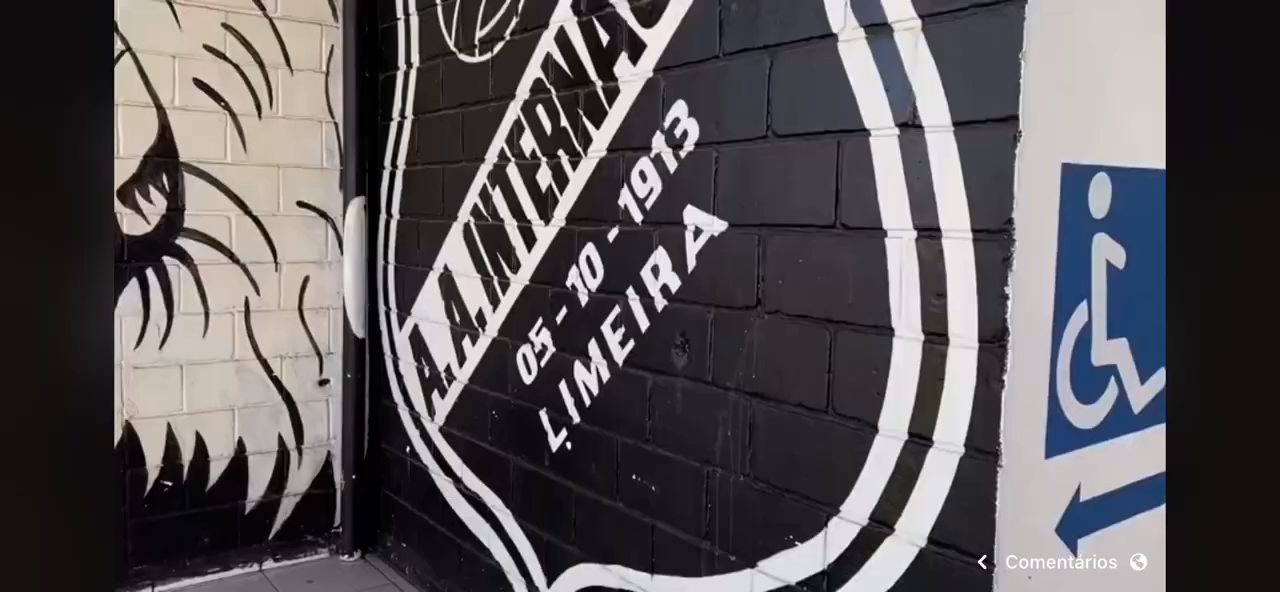 A.A. INTERNAC
05 - 10 - 1913
LIMEIRA
Comentários